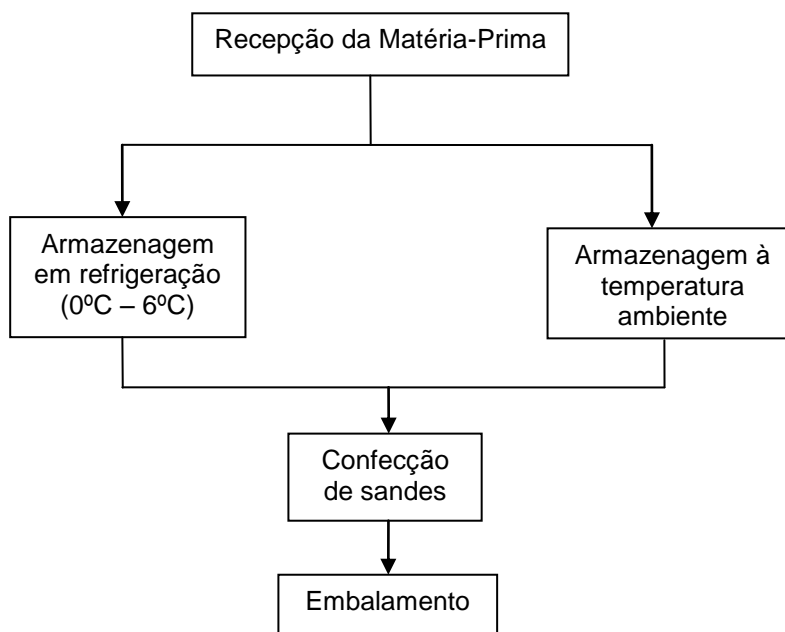 Recepção da Matéria-Prima
Armazenagem
em refrigeração
(0ºC – 6ºC)
Armazenagem à
temperatura
ambiente
Confecção
de sandes
Embalamento